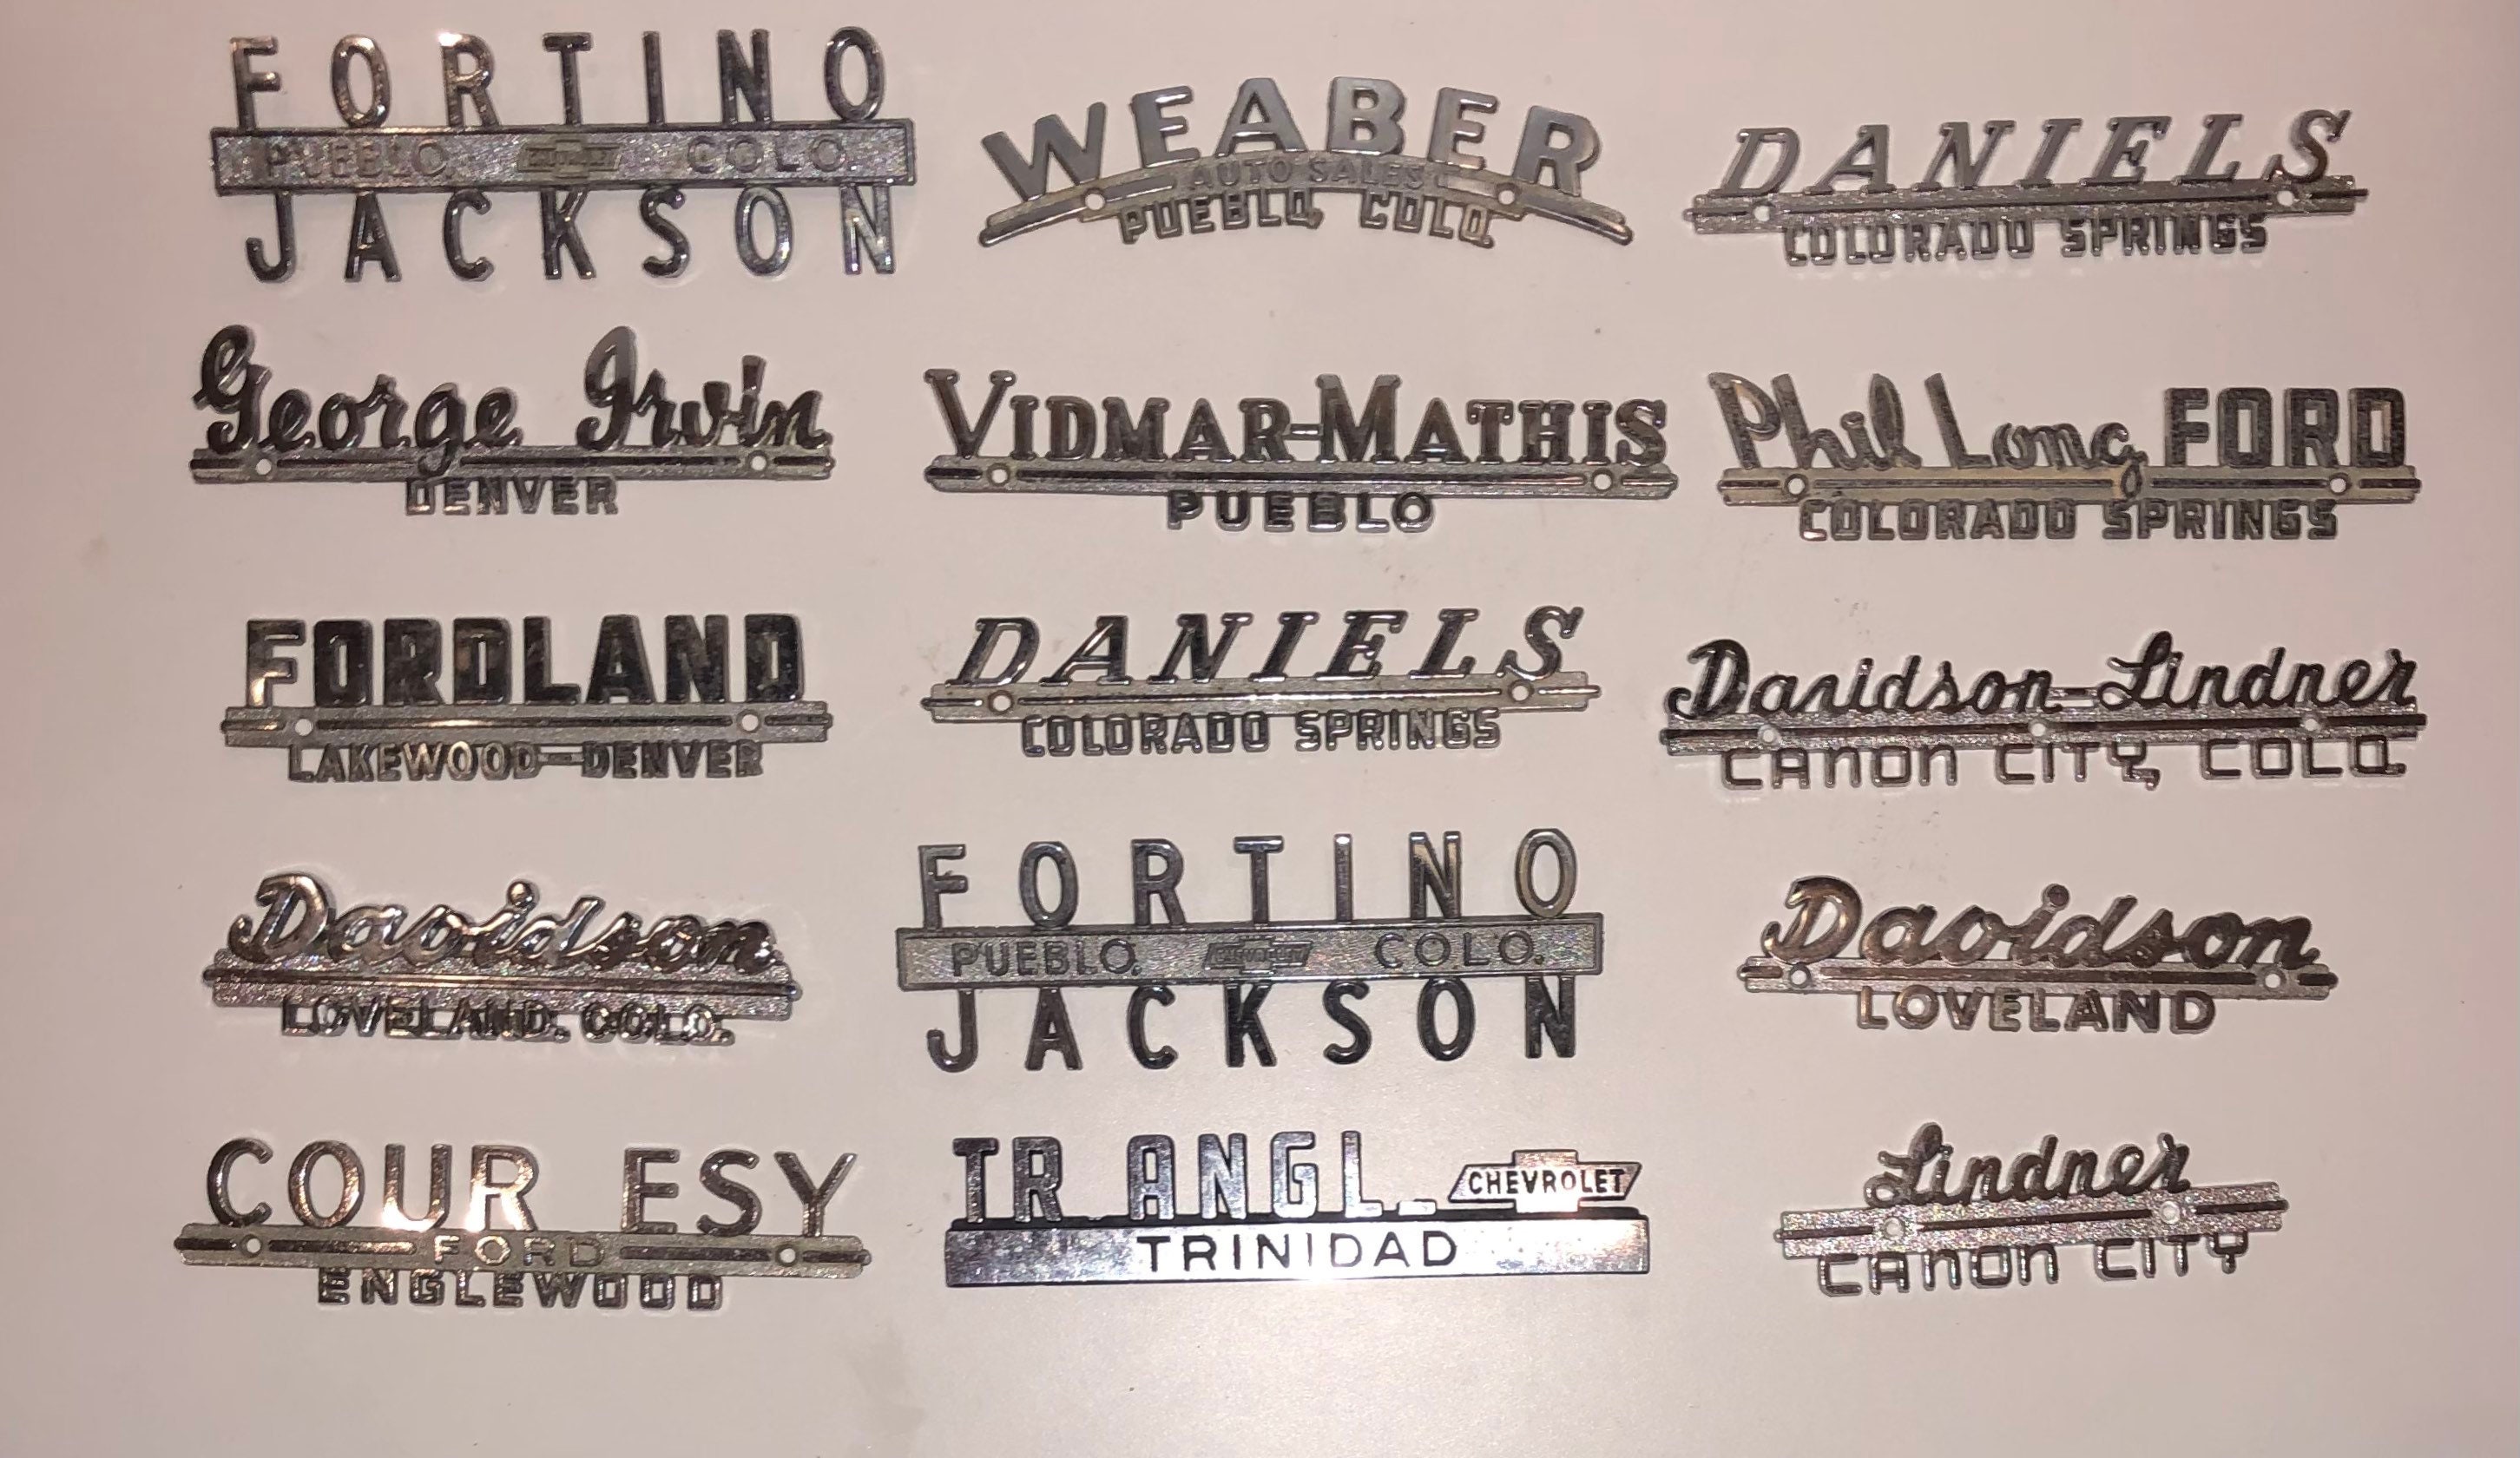 FORTINO
PUEBLO, CHEVROLET COLO.
JACKSON
WEABER
AUTO SALES
PUEBLO, COLO.
DANIELS
COLORADO SPRINGS
George Irvin
DENVER
VIDMAR-MATHIS
PUEBLO
Phil Long FORD
COLORADO SPRINGS
FORDLAND
LAKEWOOD-DENVER
DANIELS
COLORADO SPRINGS
Davidson-Lindner
CANON CITY, COLO.
Davidson
LOVELAND, COLO.
FORTINO
PUEBLO, CHEVROLET COLO.
JACKSON
Davidson
LOVELAND
COUR ESY
FORD
ENGLEWOOD
TR ANGL CHEVROLET
TRINIDAD
Lindner
CANON CITY